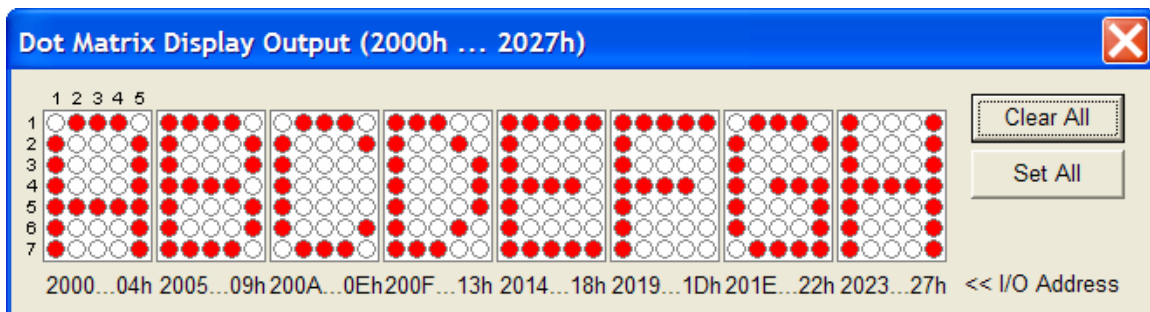 Dot Matrix Display Output (2000h ... 2027h)
1 2 3 4 5
1
2
3
4
5
6
7
ABCDEFGH
Clear All
Set All
2000...04h 2005...09h 200A...0Eh 200F...13h 2014...18h 2019...1Dh 201E...22h 2023...27h << I/O Address